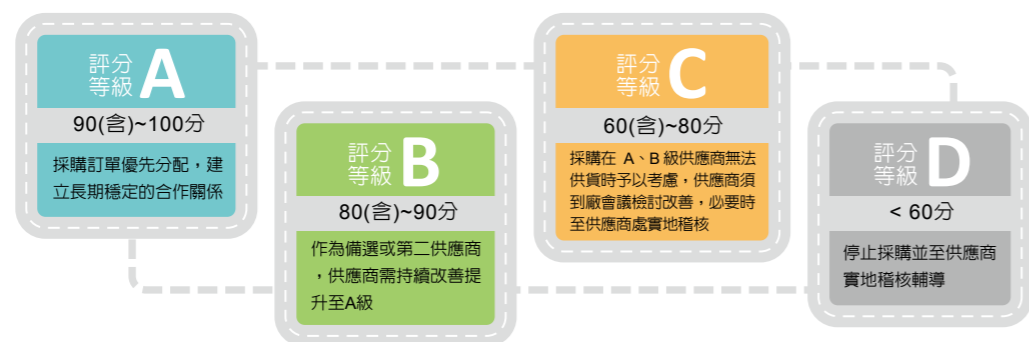 評分
等級 A
90(含)~100分
採購訂單優先分配，建
立長期穩定的合作關係
評分
等級 B
80(含)~90分
作為備選或第二供應商
，供應商需持續改善提
升至A級
評分
等級 C
60(含)~80分
採購在 A、B 級供應商無法
供貨時予以考慮，供應商須
到廠會議檢討改善，必要時
至供應商處實地稽核
評分
等級 D
< 60分
停止採購並至供應商
實地稽核輔導